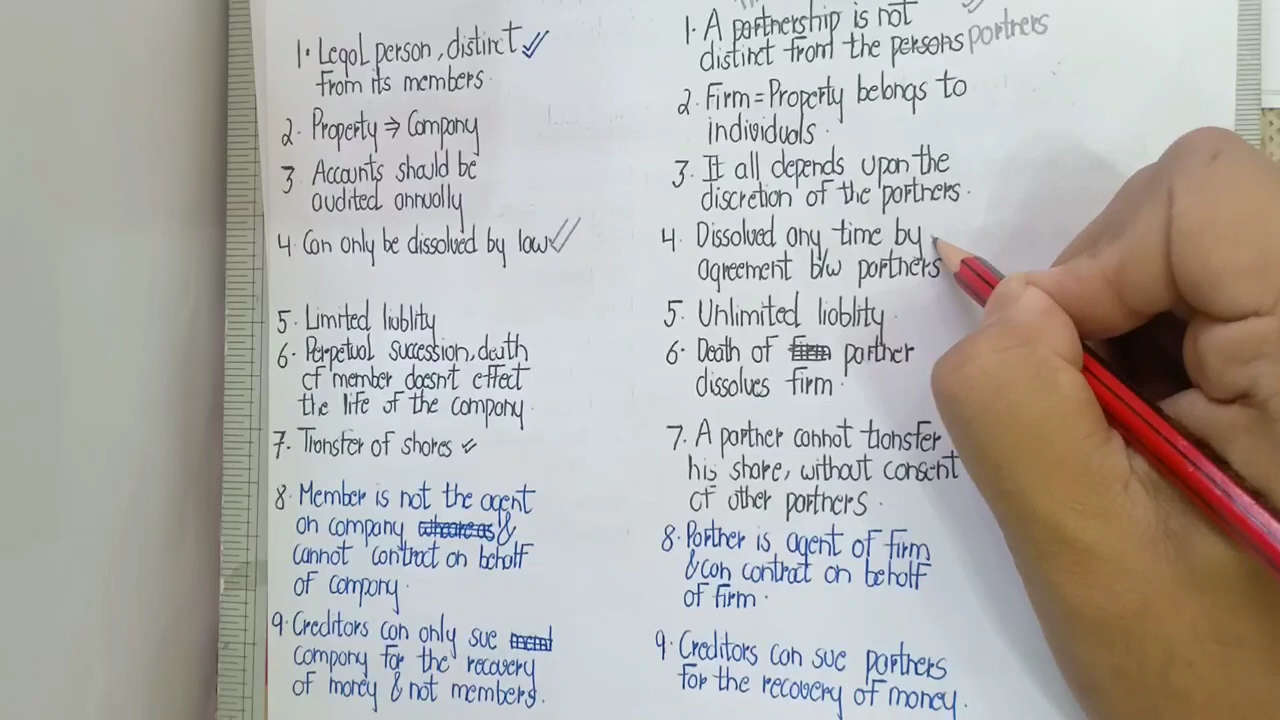 1. Legal person, distinct
from its members.
2. Property ⇒ Company
3 Accounts should be
audited annually
4 Can only be dissolved by law
5. Limited liablity
6. Perpetual succession, death
of member doesn't effect
the life of the company.
7. Transfer of shares
8. Member is not the agent
on company &
cannot contract on behalf
of company.
9. Creditors can only sue
company for the recovery
of money & not members.
1. A partnership is not
distinct from the persons partners
2. Firm = Property belongs to
individuals.
3. It all depends upon the
discretion of the partners.
4. Dissolved any time by
agreement b/w partners
5. Unlimited liablity.
6. Death of firm partner
dissolves firm.
7. A partner cannot transfer
his share, without consent
of other partners.
8. Partner is agent of firm
& can contract on behalf
of firm.
9. Creditors can sue partners
for the recovery of money.